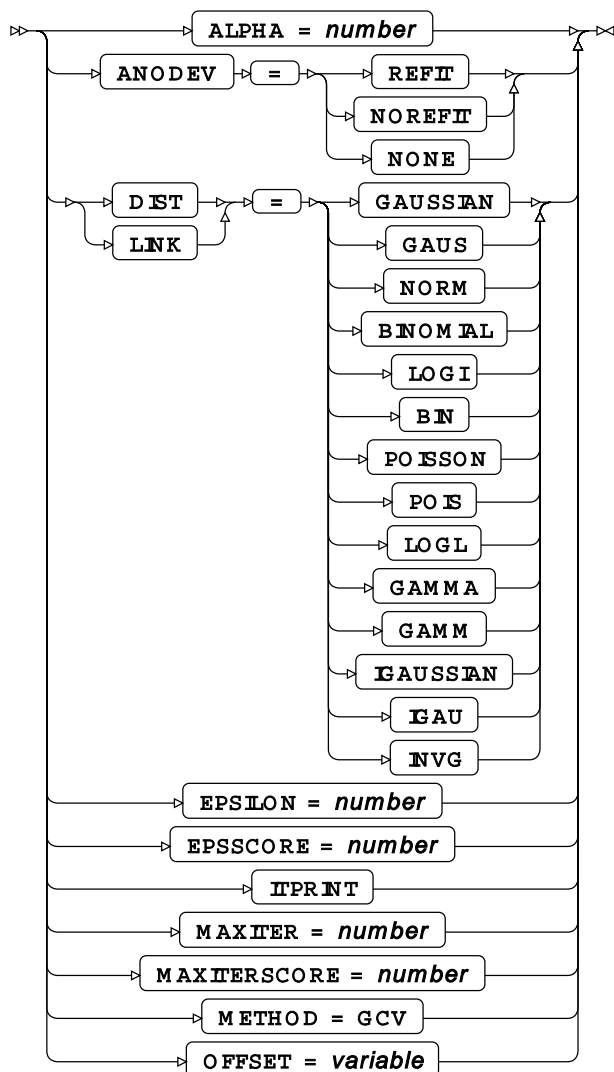 ALPHA = number
ANODEV = REFIT
NOREFIT
NONE
DIST = GAUSSIAN
LINK GAUS
NORM
BINOMIAL
LOGI
BIN
POISSON
POIS
LOGL
GAMMA
GAMM
IGAUSSIAN
IGAU
INVG
EPSILON = number
EPSSCORE = number
ITPRINT
MAXITER = number
MAXITERSCORE = number
METHOD = GCV
OFFSET = variable